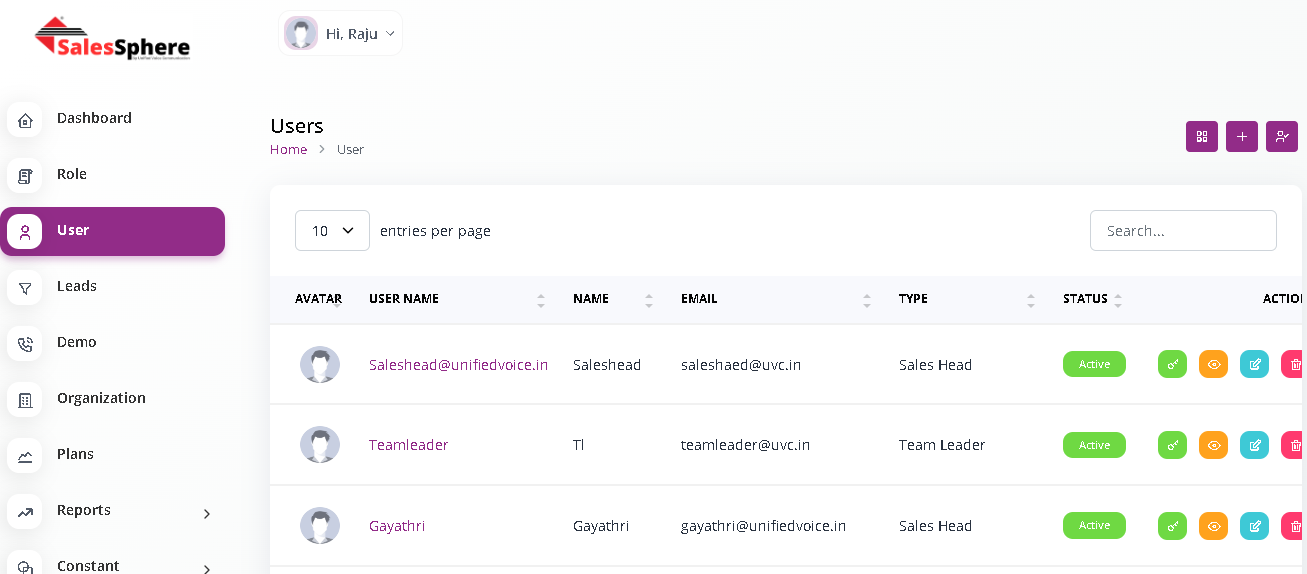 SalesSphere
Hi, Raju
Dashboard
Role
User
Leads
Demo
Organization
Plans
Reports
Constant
Users
Home > User
10 entries per page
Search...
AVATAR USER NAME NAME EMAIL TYPE STATUS ACTIO
Saleshead@unifiedvoice.in Saleshead saleshaed@uvc.in Sales Head Active
Teamleader Tl teamleader@uvc.in Team Leader Active
Gayathri Gayathri gayathri@unifiedvoice.in Sales Head Active